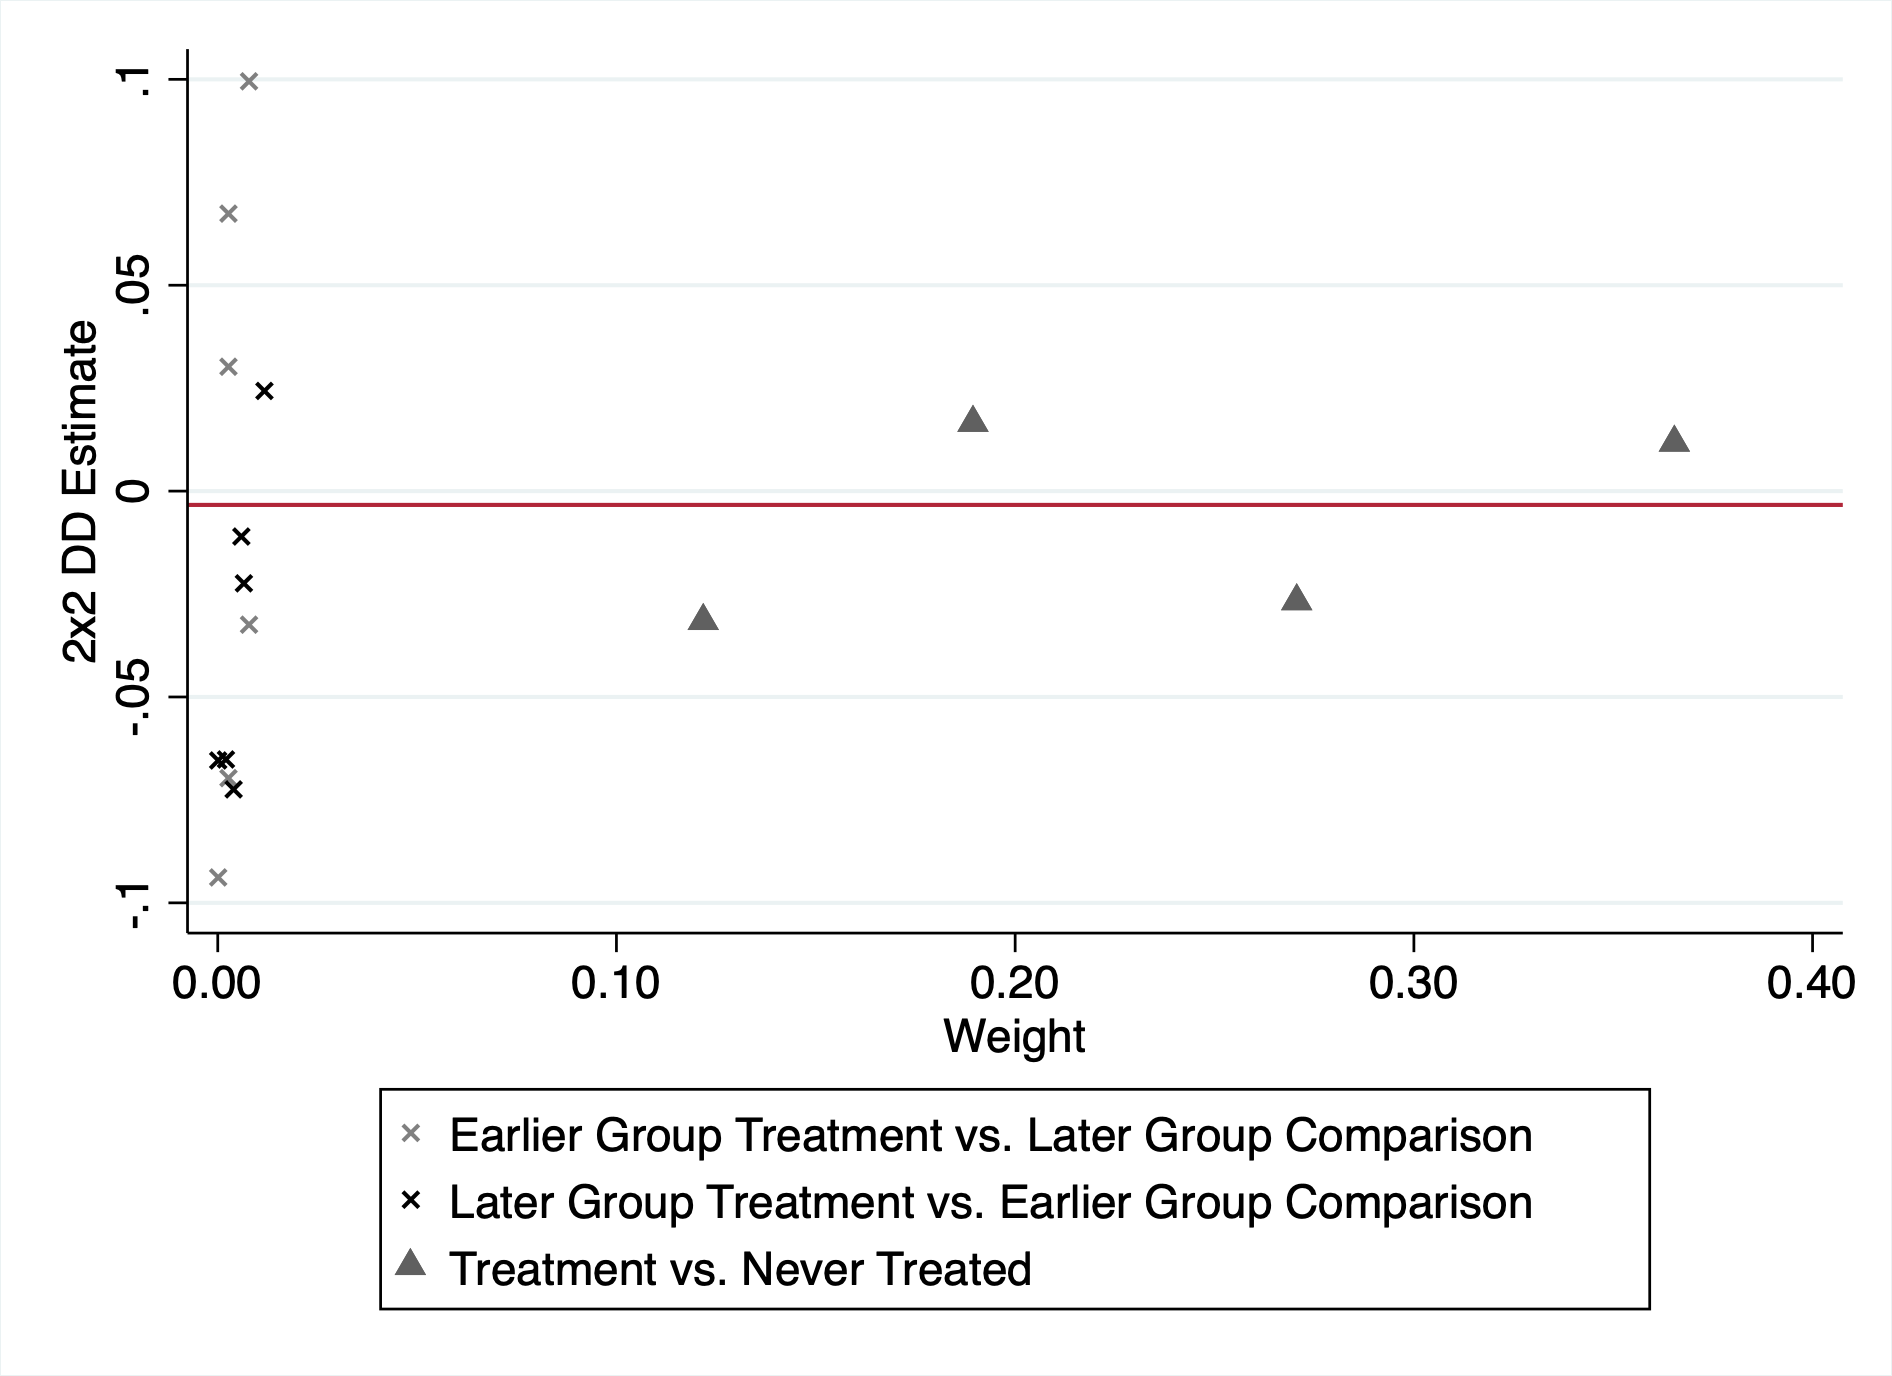 .1
.05
0
-.05
-.1
2x2 DD Estimate
0.00 0.10 0.20 0.30 0.40
Weight
Earlier Group Treatment vs. Later Group Comparison
Later Group Treatment vs. Earlier Group Comparison
Treatment vs. Never Treated